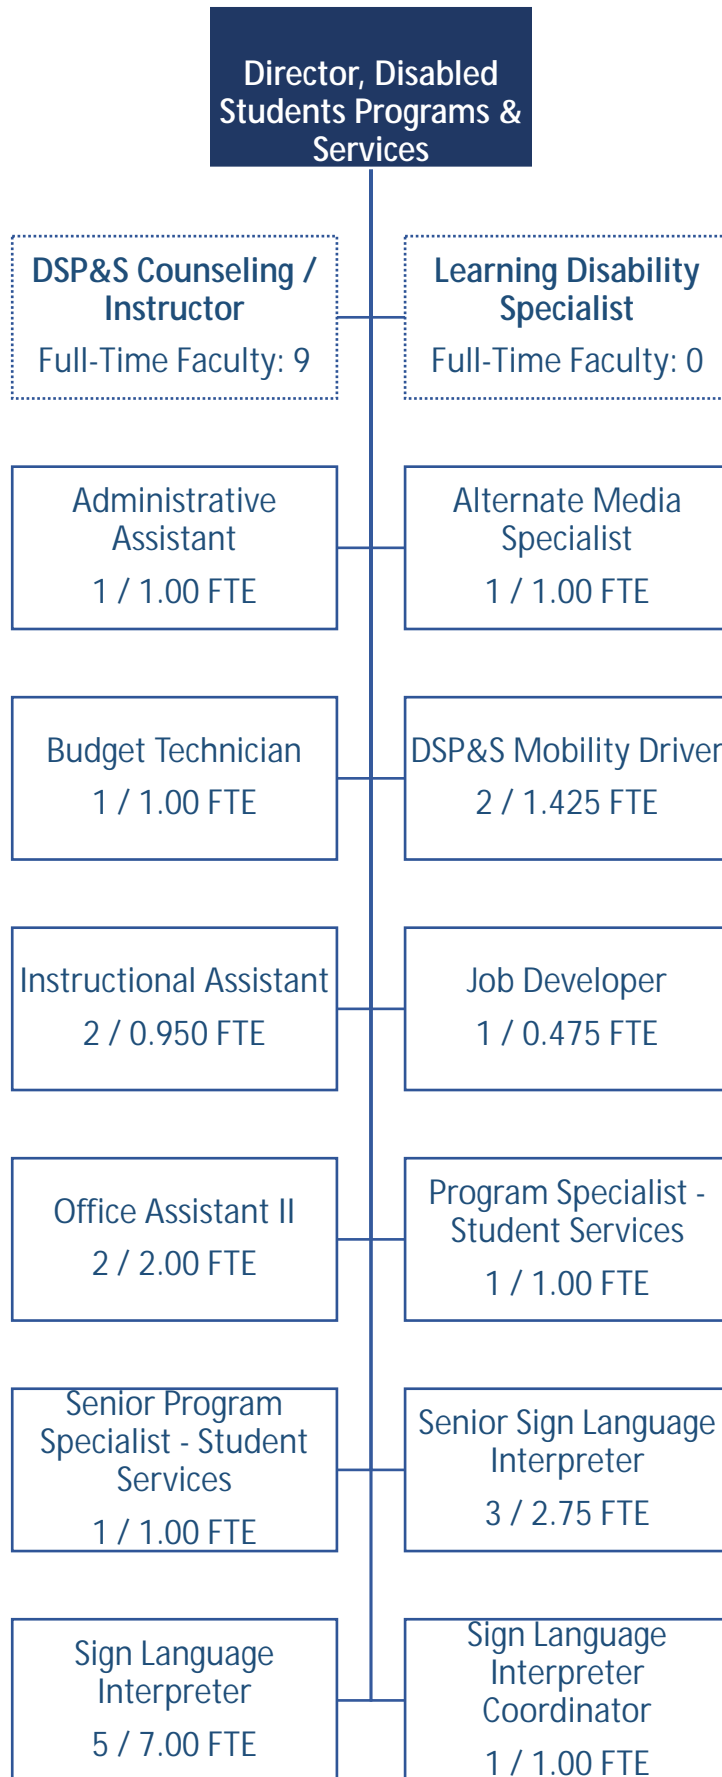 Director, Disabled
Students Programs &
Services
DSP&S Counseling /
Instructor
Full-Time Faculty: 9
Learning Disability
Specialist
Full-Time Faculty: 0
Administrative
Assistant
1 / 1.00 FTE
Alternate Media
Specialist
1 / 1.00 FTE
Budget Technician
1 / 1.00 FTE
DSP&S Mobility Driver
2 / 1.425 FTE
Instructional Assistant
2 / 0.950 FTE
Job Developer
1 / 0.475 FTE
Office Assistant II
2 / 2.00 FTE
Program Specialist -
Student Services
1 / 1.00 FTE
Senior Program
Specialist - Student
Services
1 / 1.00 FTE
Senior Sign Language
Interpreter
3 / 2.75 FTE
Sign Language
Interpreter
5 / 7.00 FTE
Sign Language
Interpreter
Coordinator
1 / 1.00 FTE